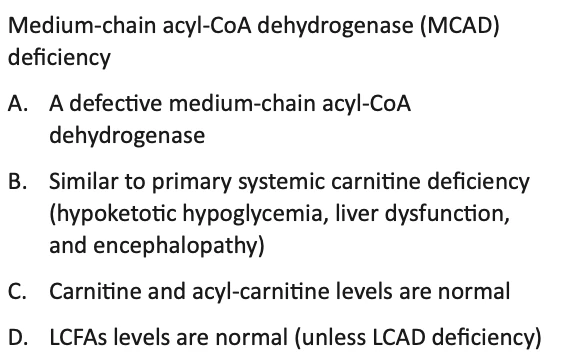 Medium-chain acyl-CoA dehydrogenase (MCAD)
deficiency
A. A defective medium-chain acyl-CoA
dehydrogenase
B. Similar to primary systemic carnitine deficiency
(hypoketotic hypoglycemia, liver dysfunction,
and encephalopathy)
C. Carnitine and acyl-carnitine levels are normal
D. LCFAs levels are normal (unless LCAD deficiency)